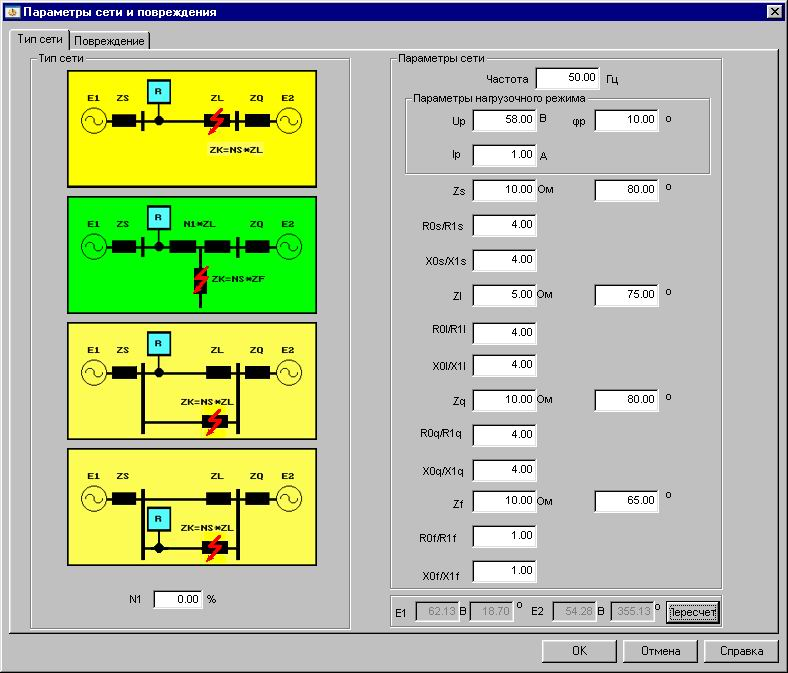 Параметры сети и повреждения
Тип сети Повреждение
Тип сети
E1 ZS R ZL ZQ E2
ZK=NS*ZL
E1 ZS R N1*ZL ZQ E2
ZK=NS*ZF
E1 ZS R ZL ZQ E2
ZK=NS*ZL
E1 ZS ZL ZQ E2
R ZK=NS*ZL
N1 0.00 %
Параметры сети
Частота 50.00 Гц
Параметры нагрузочного режима
Uр 58.00 В φр 10.00 °
Iр 1.00 А
Zs 10.00 Ом 80.00 °
R0s/R1s 4.00
X0s/X1s 4.00
Zl 5.00 Ом 75.00 °
R0l/R1l 4.00
X0l/X1l 4.00
Zq 10.00 Ом 80.00 °
R0q/R1q 4.00
X0q/X1q 4.00
Zf 10.00 Ом 65.00 °
R0f/R1f 1.00
X0f/X1f 1.00
E1 62.13 В 18.70 ° E2 54.28 В 355.13 ° Пересчет
OK Отмена Справка